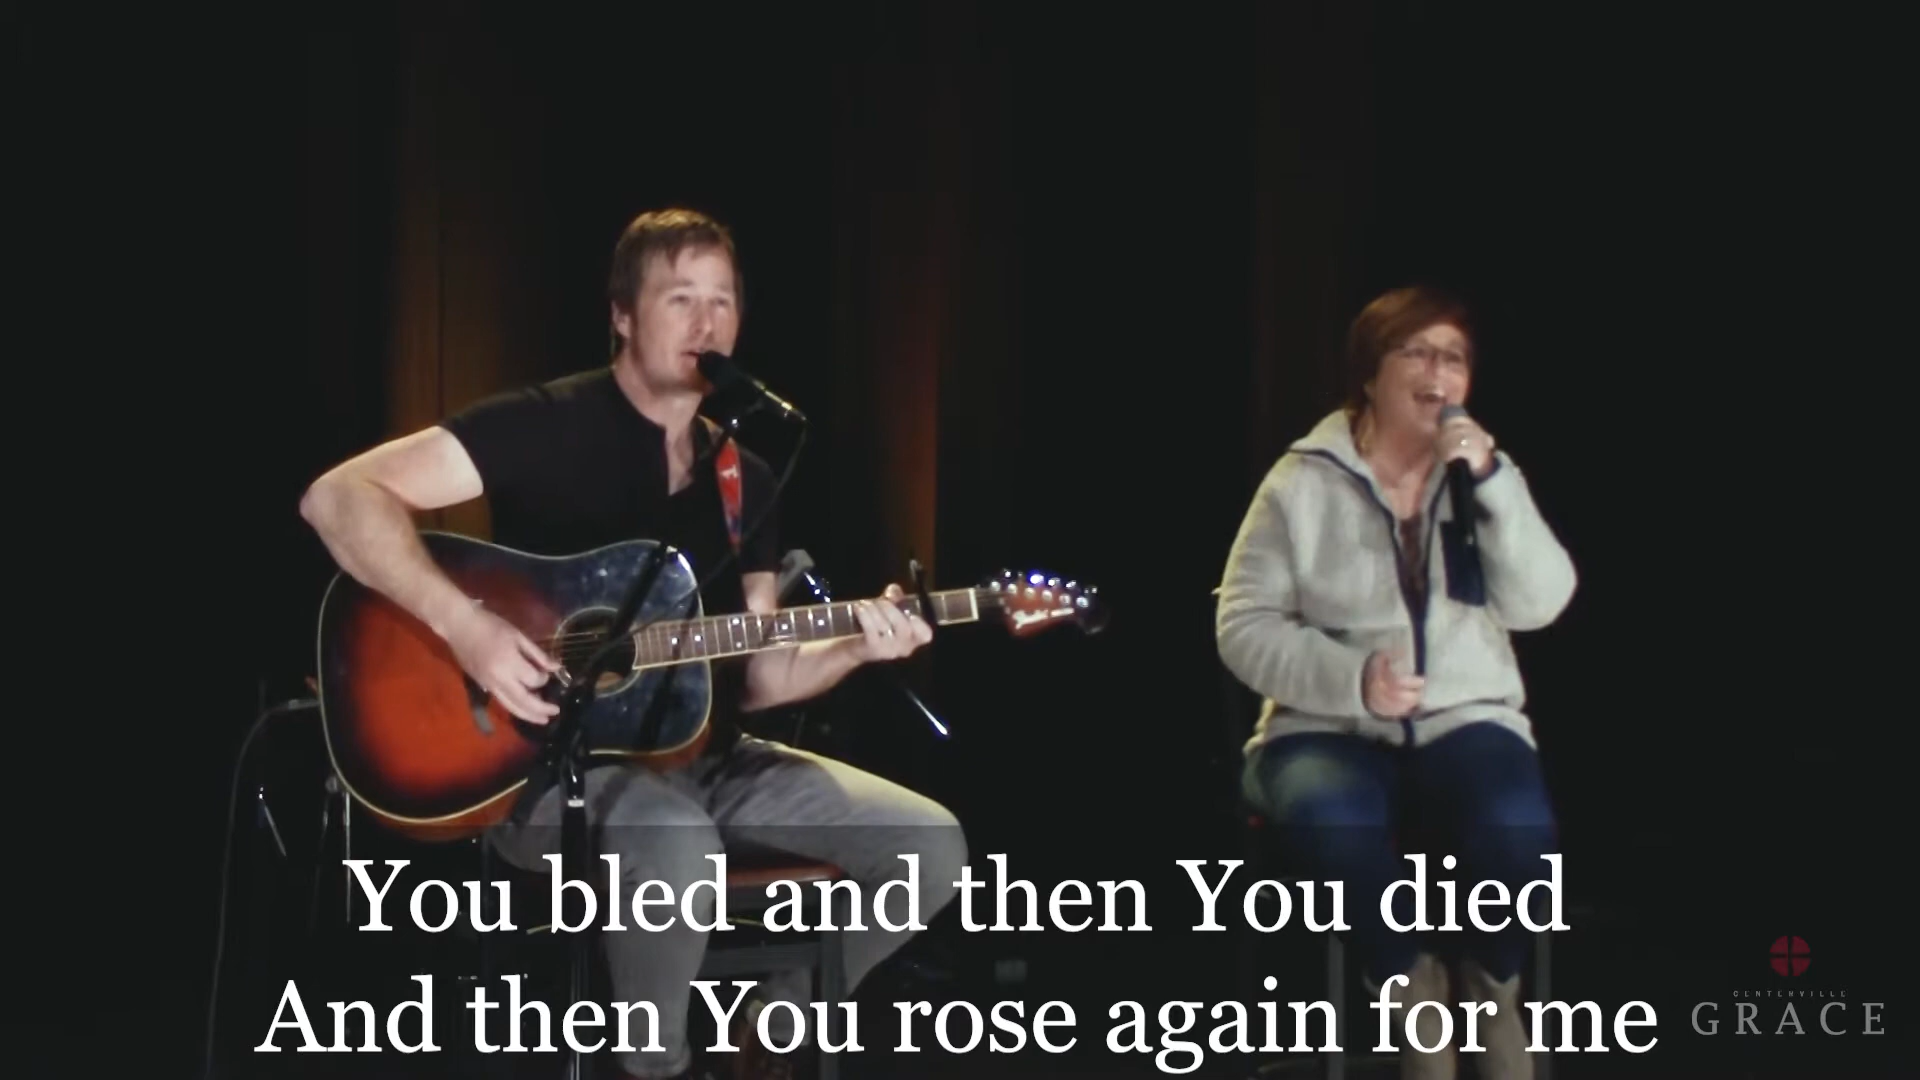 You bled and then You died
And then You rose again for me
CENTERVILLE
GRACE